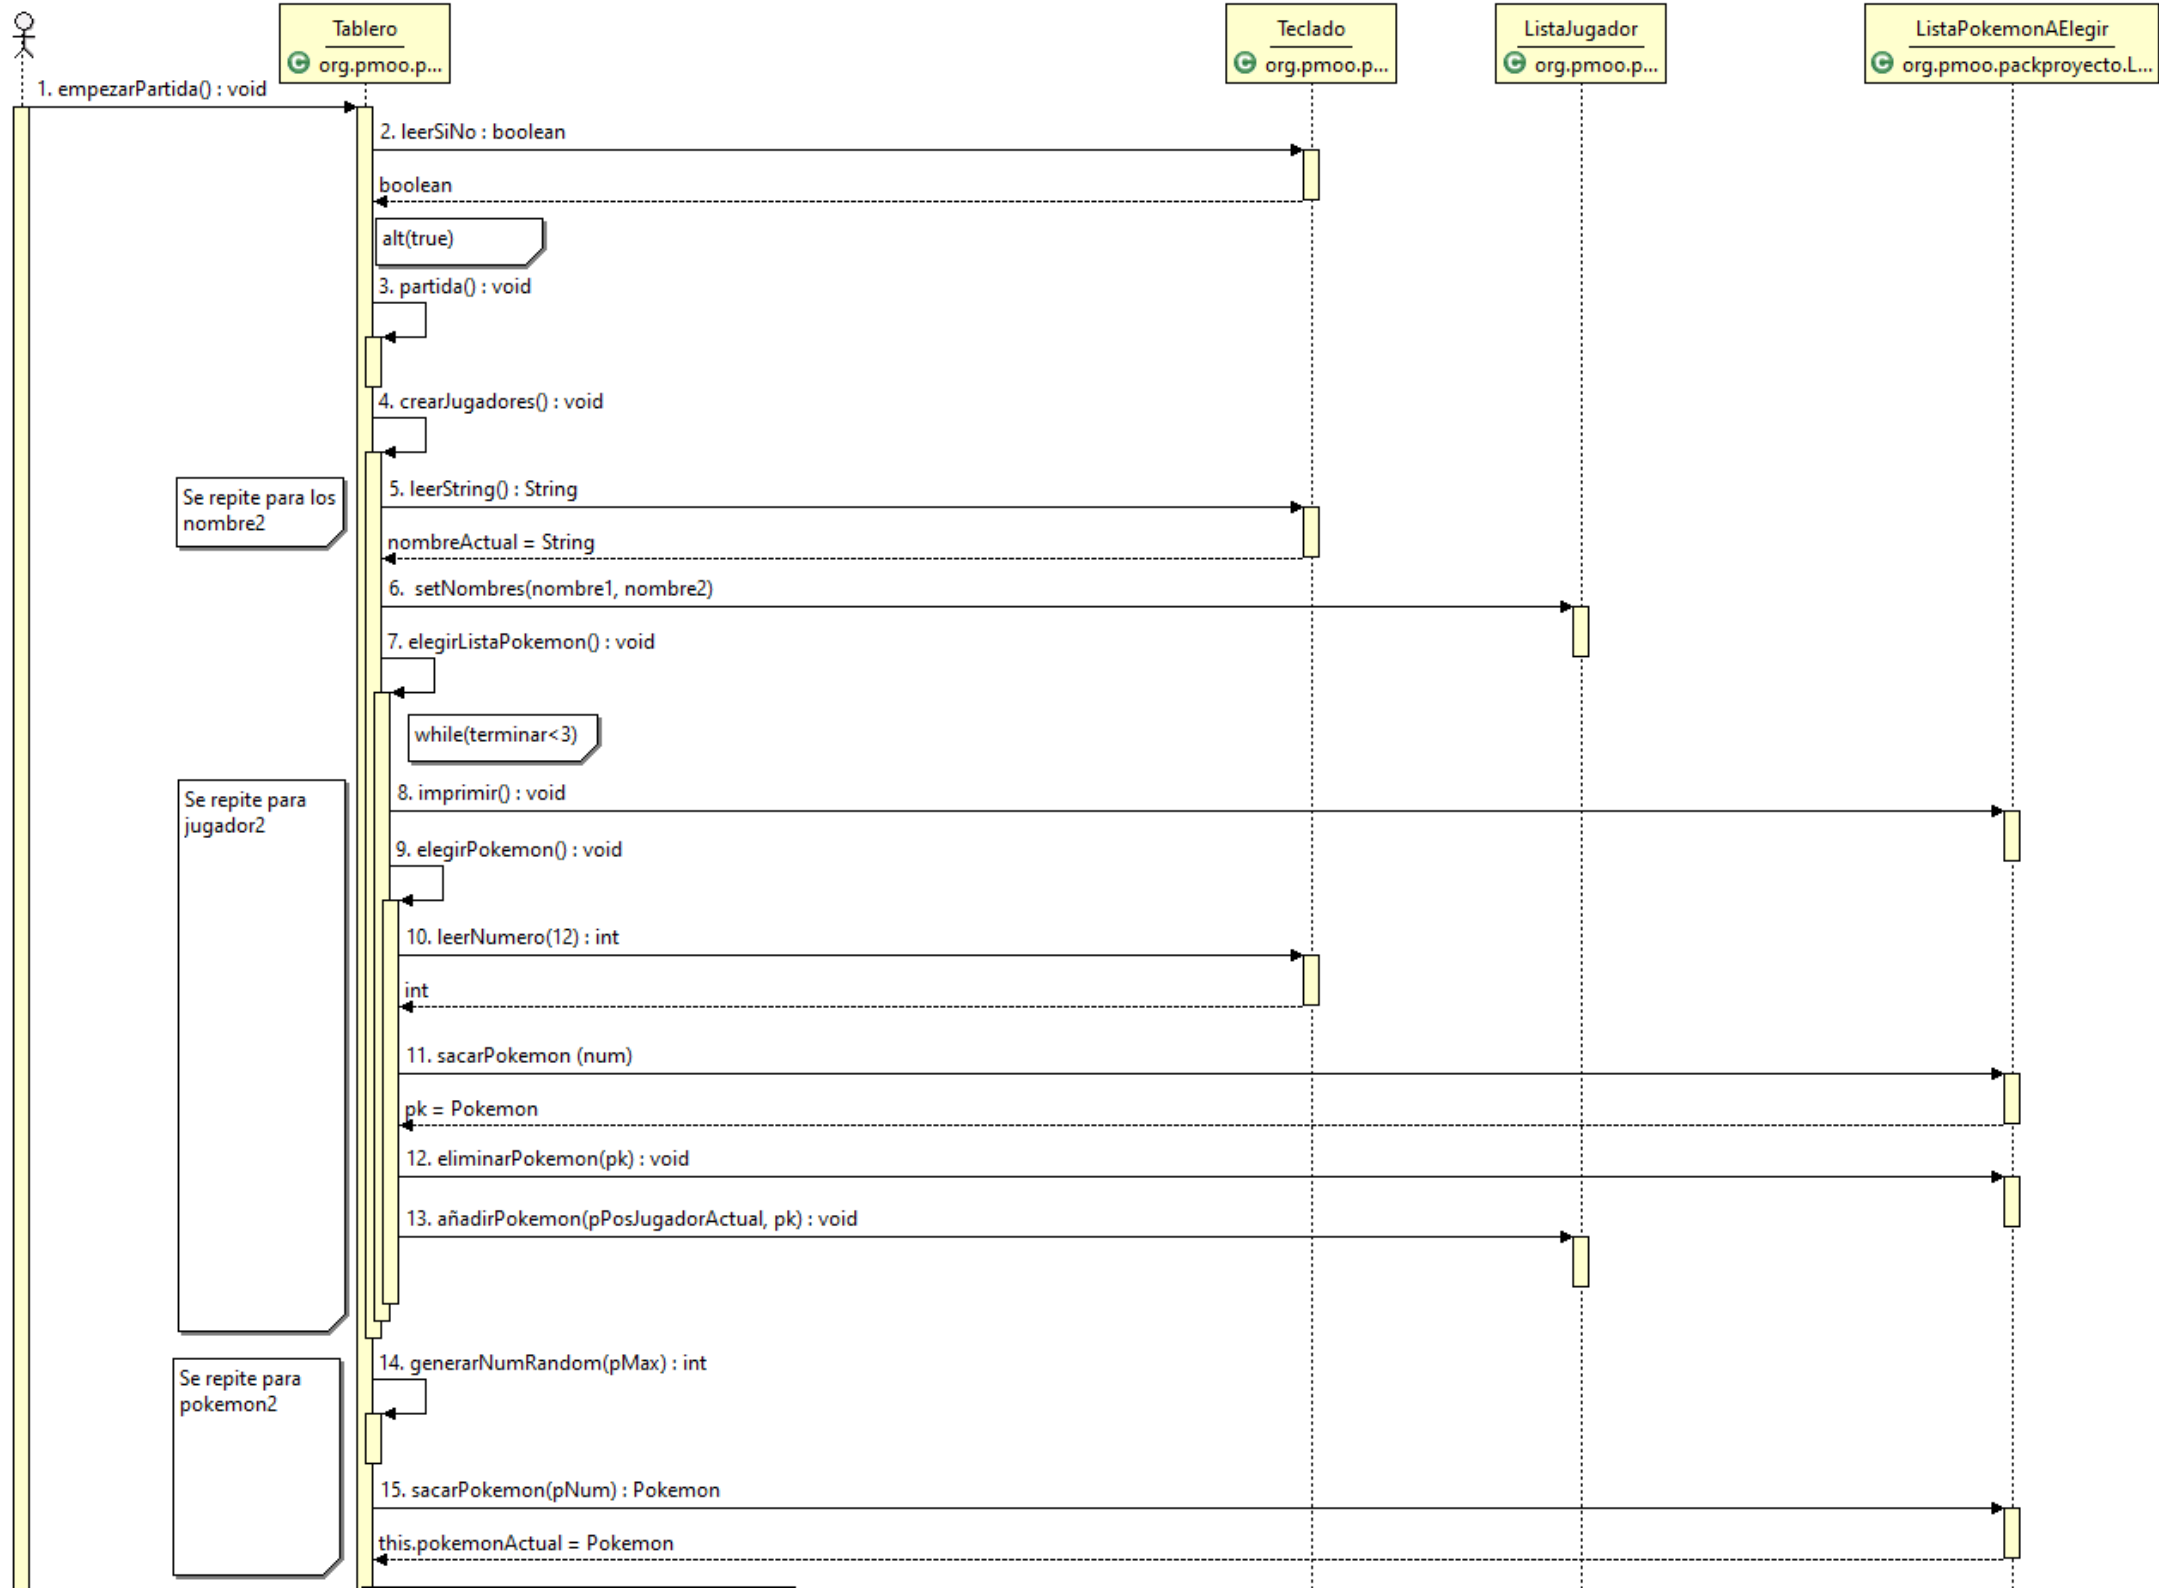 Tablero
org.pmoo.p...
Teclado
org.pmoo.p...
ListaJugador
org.pmoo.p...
ListaPokemonAElegir
org.pmoo.packproyecto.L...
1. empezarPartida() : void
2. leerSiNo : boolean
boolean
alt(true)
3. partida() : void
4. crearJugadores() : void
Se repite para los
nombre2
5. leerString() : String
nombreActual = String
6. setNombres(nombre1, nombre2)
7. elegirListaPokemon() : void
while(terminar<3)
Se repite para
jugador2
8. imprimir() : void
9. elegirPokemon() : void
10. leerNumero(12) : int
int
11. sacarPokemon (num)
pk = Pokemon
12. eliminarPokemon(pk) : void
13. añadirPokemon(pPosJugadorActual, pk) : void
Se repite para
pokemon2
14. generarNumRandom(pMax) : int
15. sacarPokemon(pNum) : Pokemon
this.pokemonActual = Pokemon